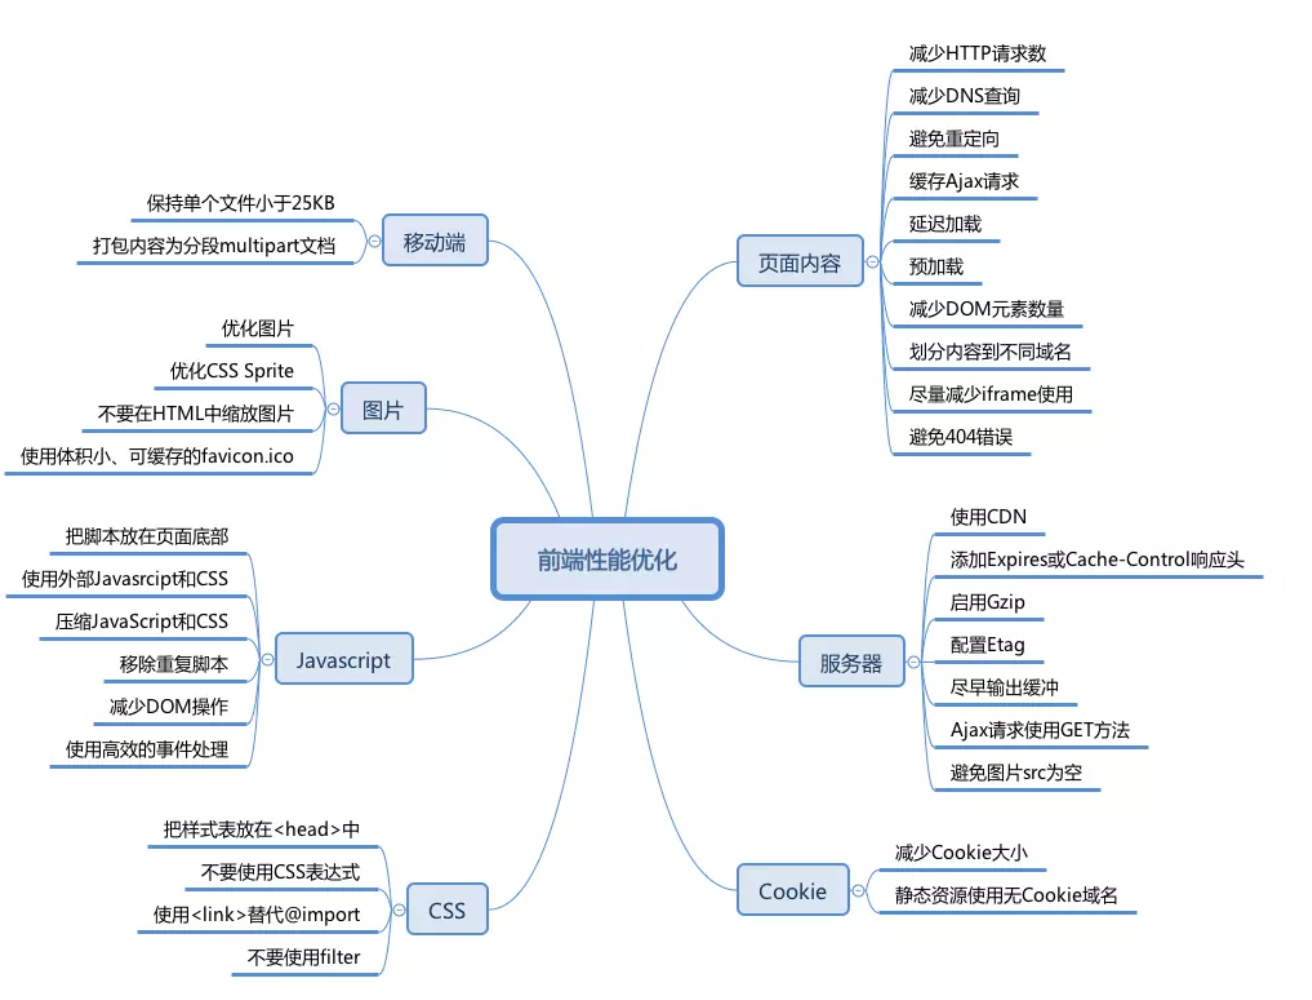 前端性能优化
页面内容
减少HTTP请求数
减少DNS查询
避免重定向
缓存Ajax请求
延迟加载
预加载
减少DOM元素数量
划分内容到不同域名
尽量减少iframe使用
避免404错误
服务器
使用CDN
添加Expires或Cache-Control响应头
启用Gzip
配置Etag
尽早输出缓冲
Ajax请求使用GET方法
避免图片src为空
Cookie
减少Cookie大小
静态资源使用无Cookie域名
移动端
保持单个文件小于25KB
打包内容为分段multipart文档
图片
优化图片
优化CSS Sprite
不要在HTML中缩放图片
使用体积小、可缓存的favicon.ico
Javascript
把脚本放在页面底部
使用外部Javasrcipt和CSS
压缩JavaScript和CSS
移除重复脚本
减少DOM操作
使用高效的事件处理
CSS
把样式表放在<head>中
不要使用CSS表达式
使用<link>替代@import
不要使用filter